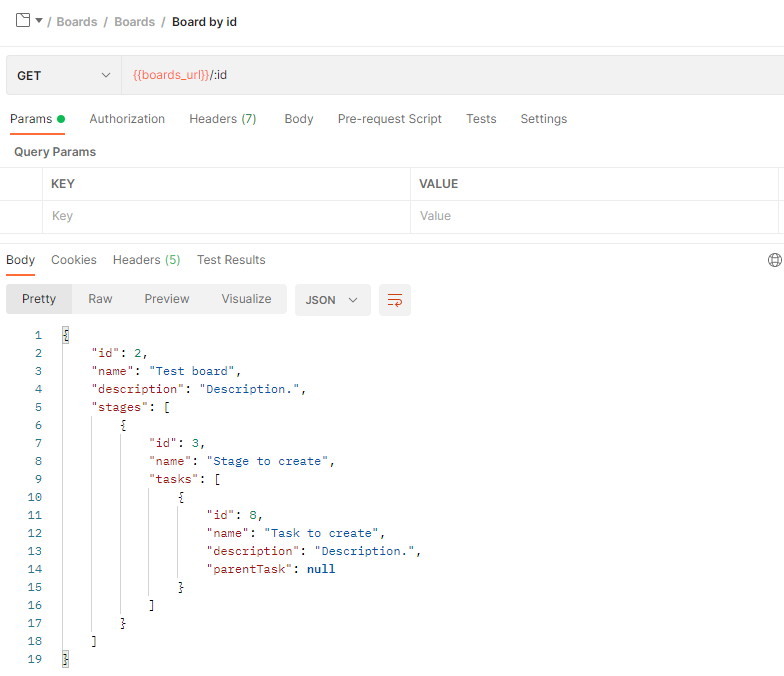 / Boards / Boards / Board by id
GET {{boards_url}}/:id
Params Authorization Headers (7) Body Pre-request Script Tests Settings
Query Params
KEY VALUE
Key Value
Body Cookies Headers (5) Test Results
Pretty Raw Preview Visualize JSON
1 {
2 "id": 2,
3 "name": "Test board",
4 "description": "Description.",
5 "stages": [
6 {
7 "id": 3,
8 "name": "Stage to create",
9 "tasks": [
10 {
11 "id": 8,
12 "name": "Task to create",
13 "description": "Description.",
14 "parentTask": null
15 }
16 ]
17 }
18 ]
19 }